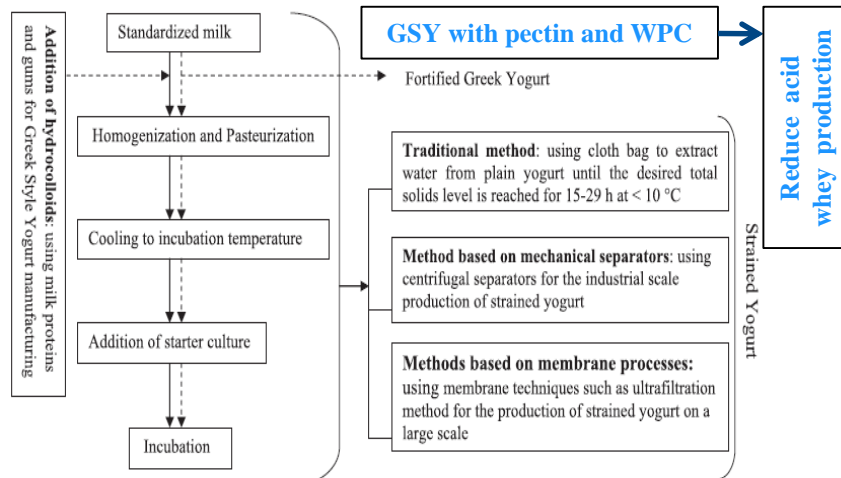 Addition of hydrocolloids: using milk proteins
and gums for Greek Style Yogurt manufacturing
Standardized milk
Homogenization and Pasteurization
Cooling to incubation temperature
Addition of starter culture
Incubation
GSY with pectin and WPC
Fortified Greek Yogurt
Traditional method: using cloth bag to extract
water from plain yogurt until the desired total
solids level is reached for 15-29 h at < 10 °C
Method based on mechanical separators: using
centrifugal separators for the industrial scale
production of strained yogurt
Methods based on membrane processes:
using membrane techniques such as ultrafiltration
method for the production of strained yogurt on a
large scale
Strained Yogurt
Reduce acid
whey production